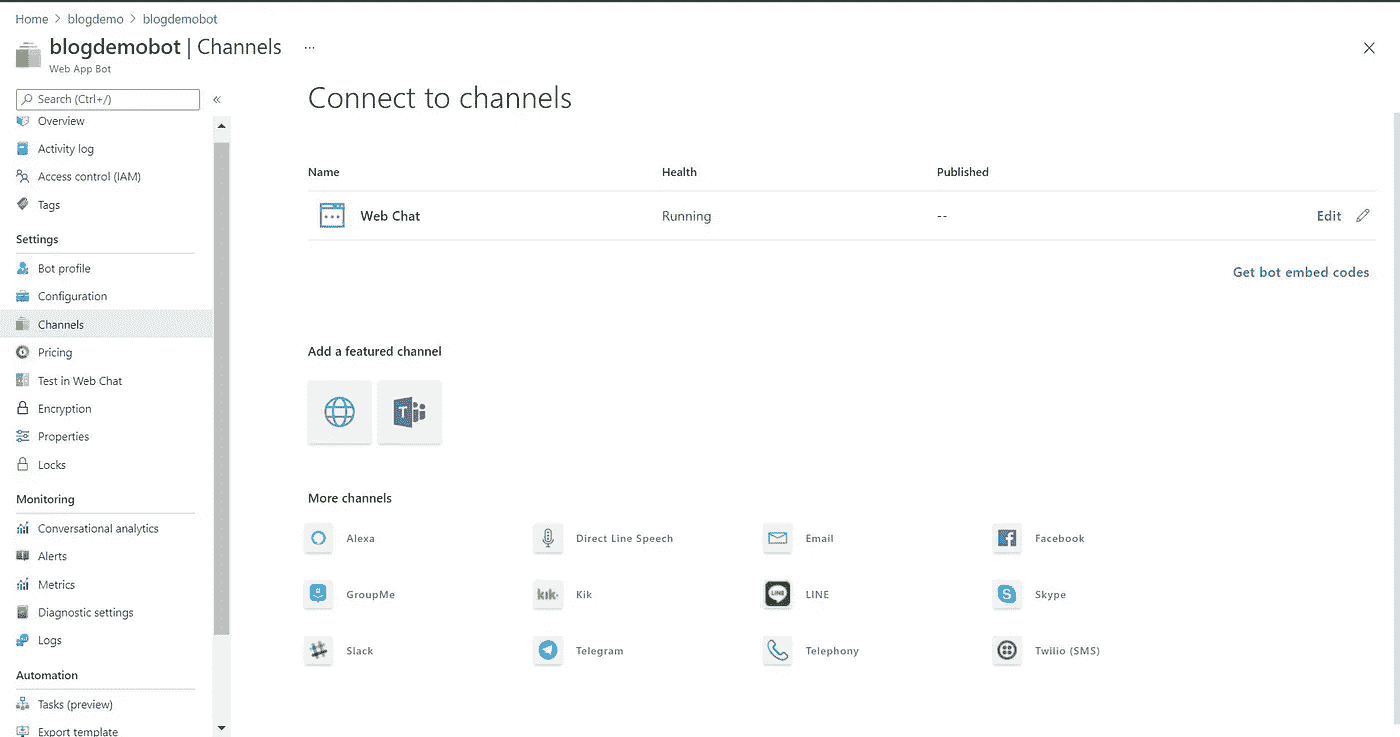 Home > blogdemo > blogdemobot
blogdemobot | Channels ...
Web App Bot
Search (Ctrl+/)
«
Overview
Activity log
Access control (IAM)
Tags
Settings
Bot profile
Configuration
Channels
Pricing
Test in Web Chat
Encryption
Properties
Locks
Monitoring
Conversational analytics
Alerts
Metrics
Diagnostic settings
Logs
Automation
Tasks (preview)
Export template
Connect to channels
Name Health Published
Web Chat Running -- Edit
Get bot embed codes
Add a featured channel
T
More channels
Alexa Direct Line Speech Email Facebook
GroupMe kik. Kik LINE LINE Skype
Slack Telegram Telephony Twilio (SMS)